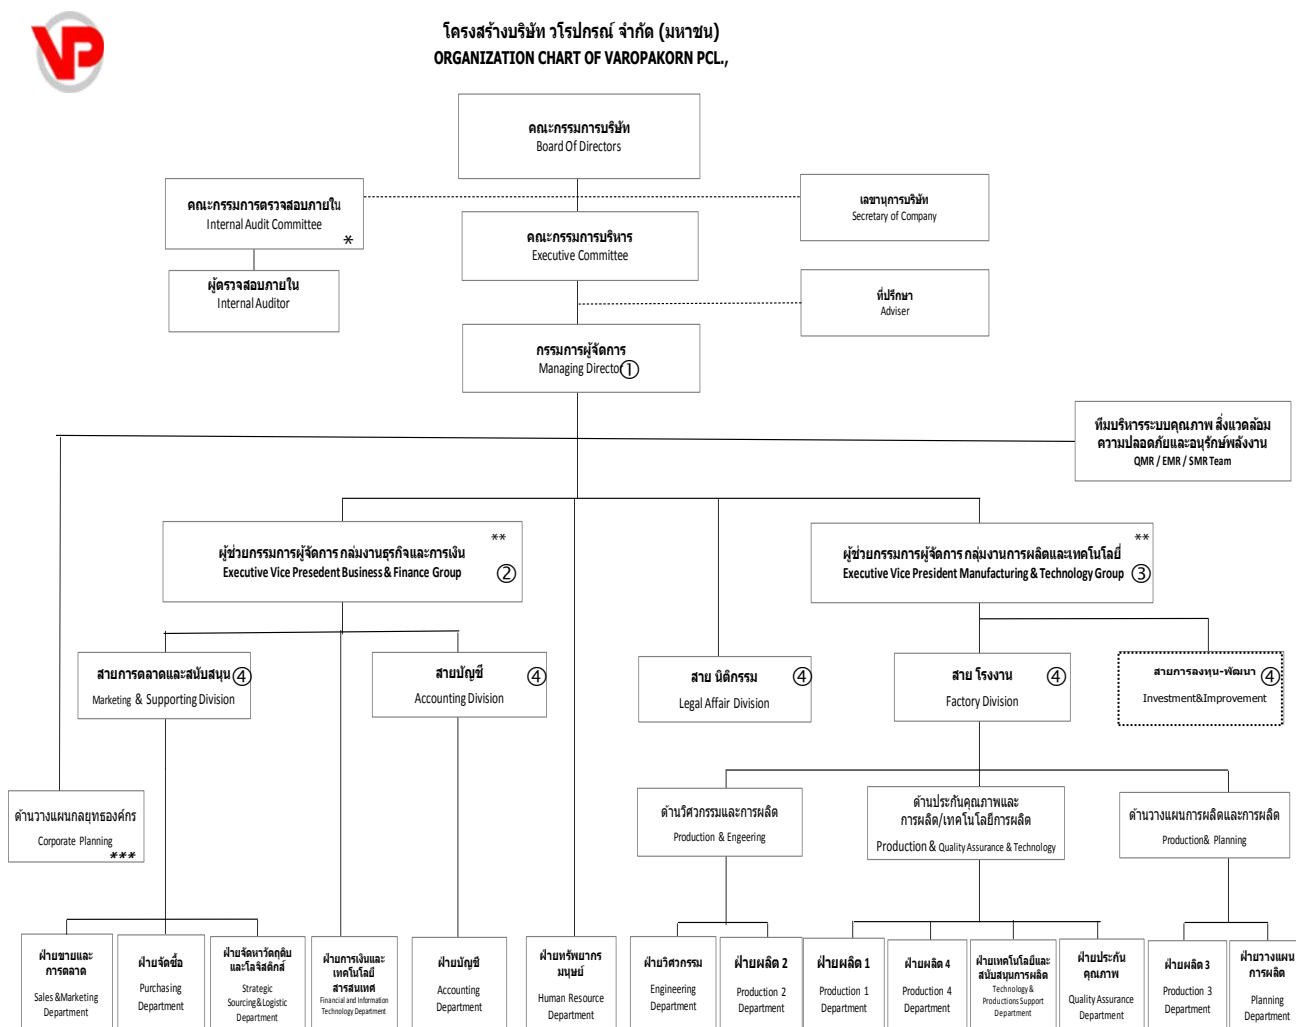 VP
โครงสร้างบริษัท วโรปกรณ์ จำกัด (มหาชน)
ORGANIZATION CHART OF VAROPAKORN PCL.,
คณะกรรมการบริษัท
Board Of Directors
คณะกรรมการตรวจสอบภายใน
Internal Audit Committee
*
เลขานุการบริษัท
Secretary of Company
คณะกรรมการบริหาร
Executive Committee
ผู้ตรวจสอบภายใน
Internal Auditor
ที่ปรึกษา
Adviser
กรรมการผู้จัดการ
Managing Director ①
ทีมบริหารระบบคุณภาพ สิ่งแวดล้อม
ความปลอดภัยและอนุรักษ์พลังงาน
QMR / EMR / SMR Team
**
ผู้ช่วยกรรมการผู้จัดการ กลุ่มงานธุรกิจและการเงิน
Executive Vice Presedent Business & Finance Group ②
**
ผู้ช่วยกรรมการผู้จัดการ กลุ่มงานการผลิตและเทคโนโลยี
Executive Vice President Manufacturing & Technology Group ③
สายการตลาดและสนับสนุน ④
Marketing & Supporting Division
สายบัญชี ④
Accounting Division
สาย นิติกรรม ④
Legal Affair Division
สาย โรงงาน ④
Factory Division
สายการลงทุน-พัฒนา ④
Investment&Improvement
ด้านวางแผนกลยุทธองค์กร
Corporate Planning
***
ด้านวิศวกรรมและการผลิต
Production & Engeering
ด้านประกันคุณภาพและ
การผลิต/เทคโนโลยีการผลิต
Production & Quality Assurance & Technology
ด้านวางแผนการผลิตและการผลิต
Production& Planning
ฝ่ายขายและ
การตลาด
Sales &Marketing
Department
ฝ่ายจัดซื้อ
Purchasing
Department
ฝ่ายจัดหาวัตถุดิบ
และโลจิสติกส์
Strategic
Sourcing&Logistic
Department
ฝ่ายการเงินและ
เทคโนโลยี
สารสนเทศ
Financial and Information
Technology Department
ฝ่ายบัญชี
Accounting
Department
ฝ่ายทรัพยากร
มนุษย์
Human Resource
Department
ฝ่ายวิศวกรรม
Engineering
Department
ฝ่ายผลิต 2
Production 2
Department
ฝ่ายผลิต 1
Production 1
Department
ฝ่ายผลิต 4
Production 4
Department
ฝ่ายเทคโนโลยีและ
สนับสนุนการผลิต
Technology &
Productions Support
Department
ฝ่ายประกัน
คุณภาพ
Quality Assurance
Department
ฝ่ายผลิต 3
Production 3
Department
ฝ่ายวางแผน
การผลิต
Planning
Department